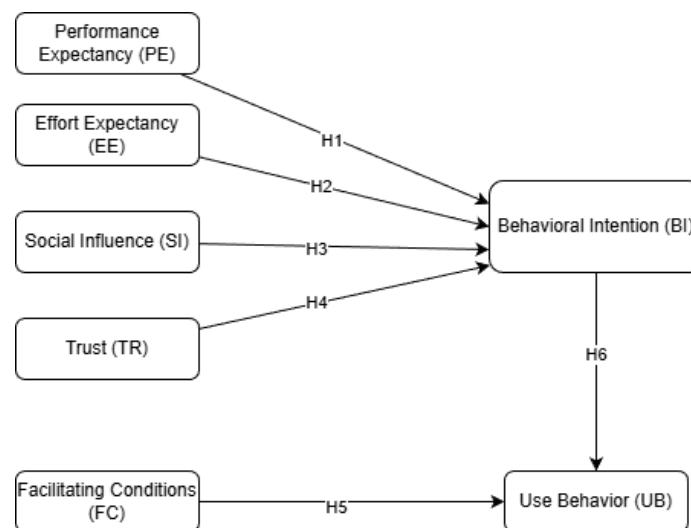 Performance
Expectancy (PE)
H1
Effort Expectancy
(EE)
H2
Behavioral Intention (BI)
Social Influence (SI)
H3
H4
Trust (TR)
H6
Facilitating Conditions
(FC)
H5
Use Behavior (UB)